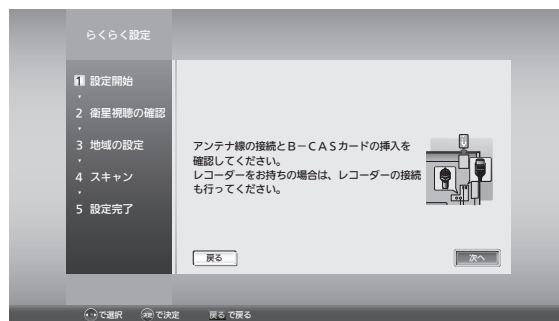 らくらく設定
1 設定開始
2 衛星視聴の確認
3 地域の設定
4 スキャン
5 設定完了
アンテナ線の接続とB-CASカードの挿入を
確認してください。
レコーダーをお持ちの場合は、レコーダーの接続
も行ってください。
戻る
次へ
で選択 決定 で決定 戻る で戻る